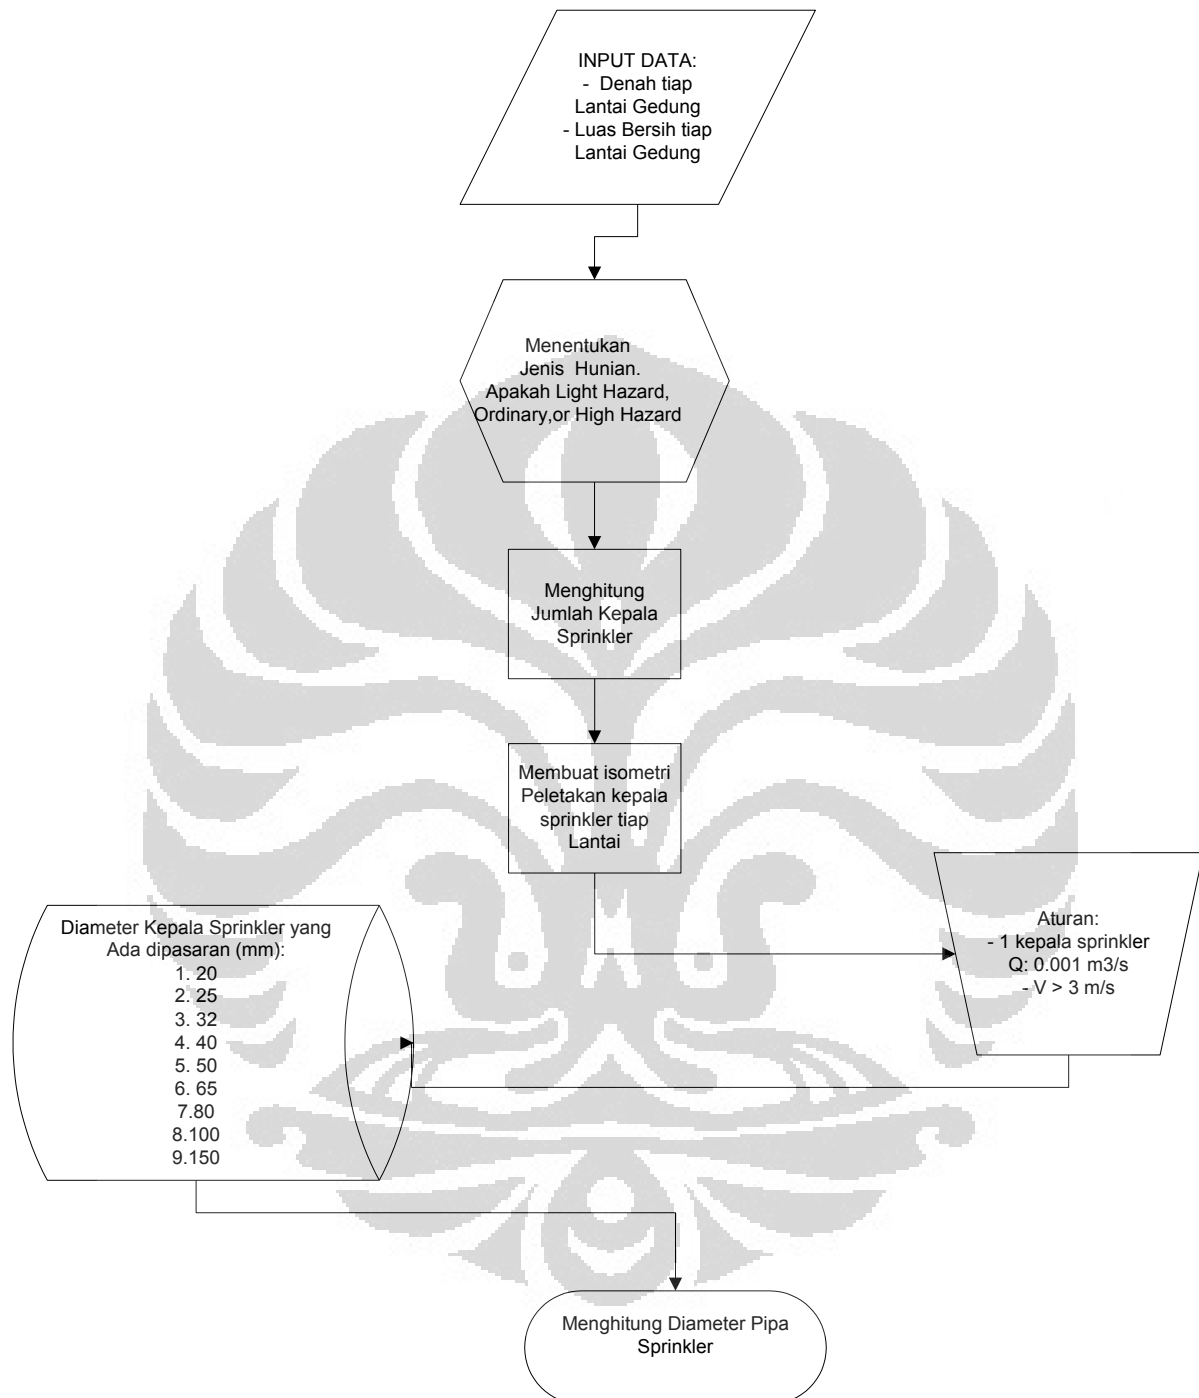 INPUT DATA:
- Denah tiap
Lantai Gedung
- Luas Bersih tiap
Lantai Gedung
Menentukan
Jenis Hunian.
Apakah Light Hazard,
Ordinary,or High Hazard
Menghitung
Jumlah Kepala
Sprinkler
Membuat isometri
Peletakan kepala
sprinkler tiap
Lantai
Aturan:
- 1 kepala sprinkler
Q: 0.001 m3/s
- V > 3 m/s
Diameter Kepala Sprinkler yang
Ada dipasaran (mm):
1. 20
2. 25
3. 32
4. 40
5. 50
6. 65
7.80
8.100
9.150
Menghitung Diameter Pipa
Sprinkler